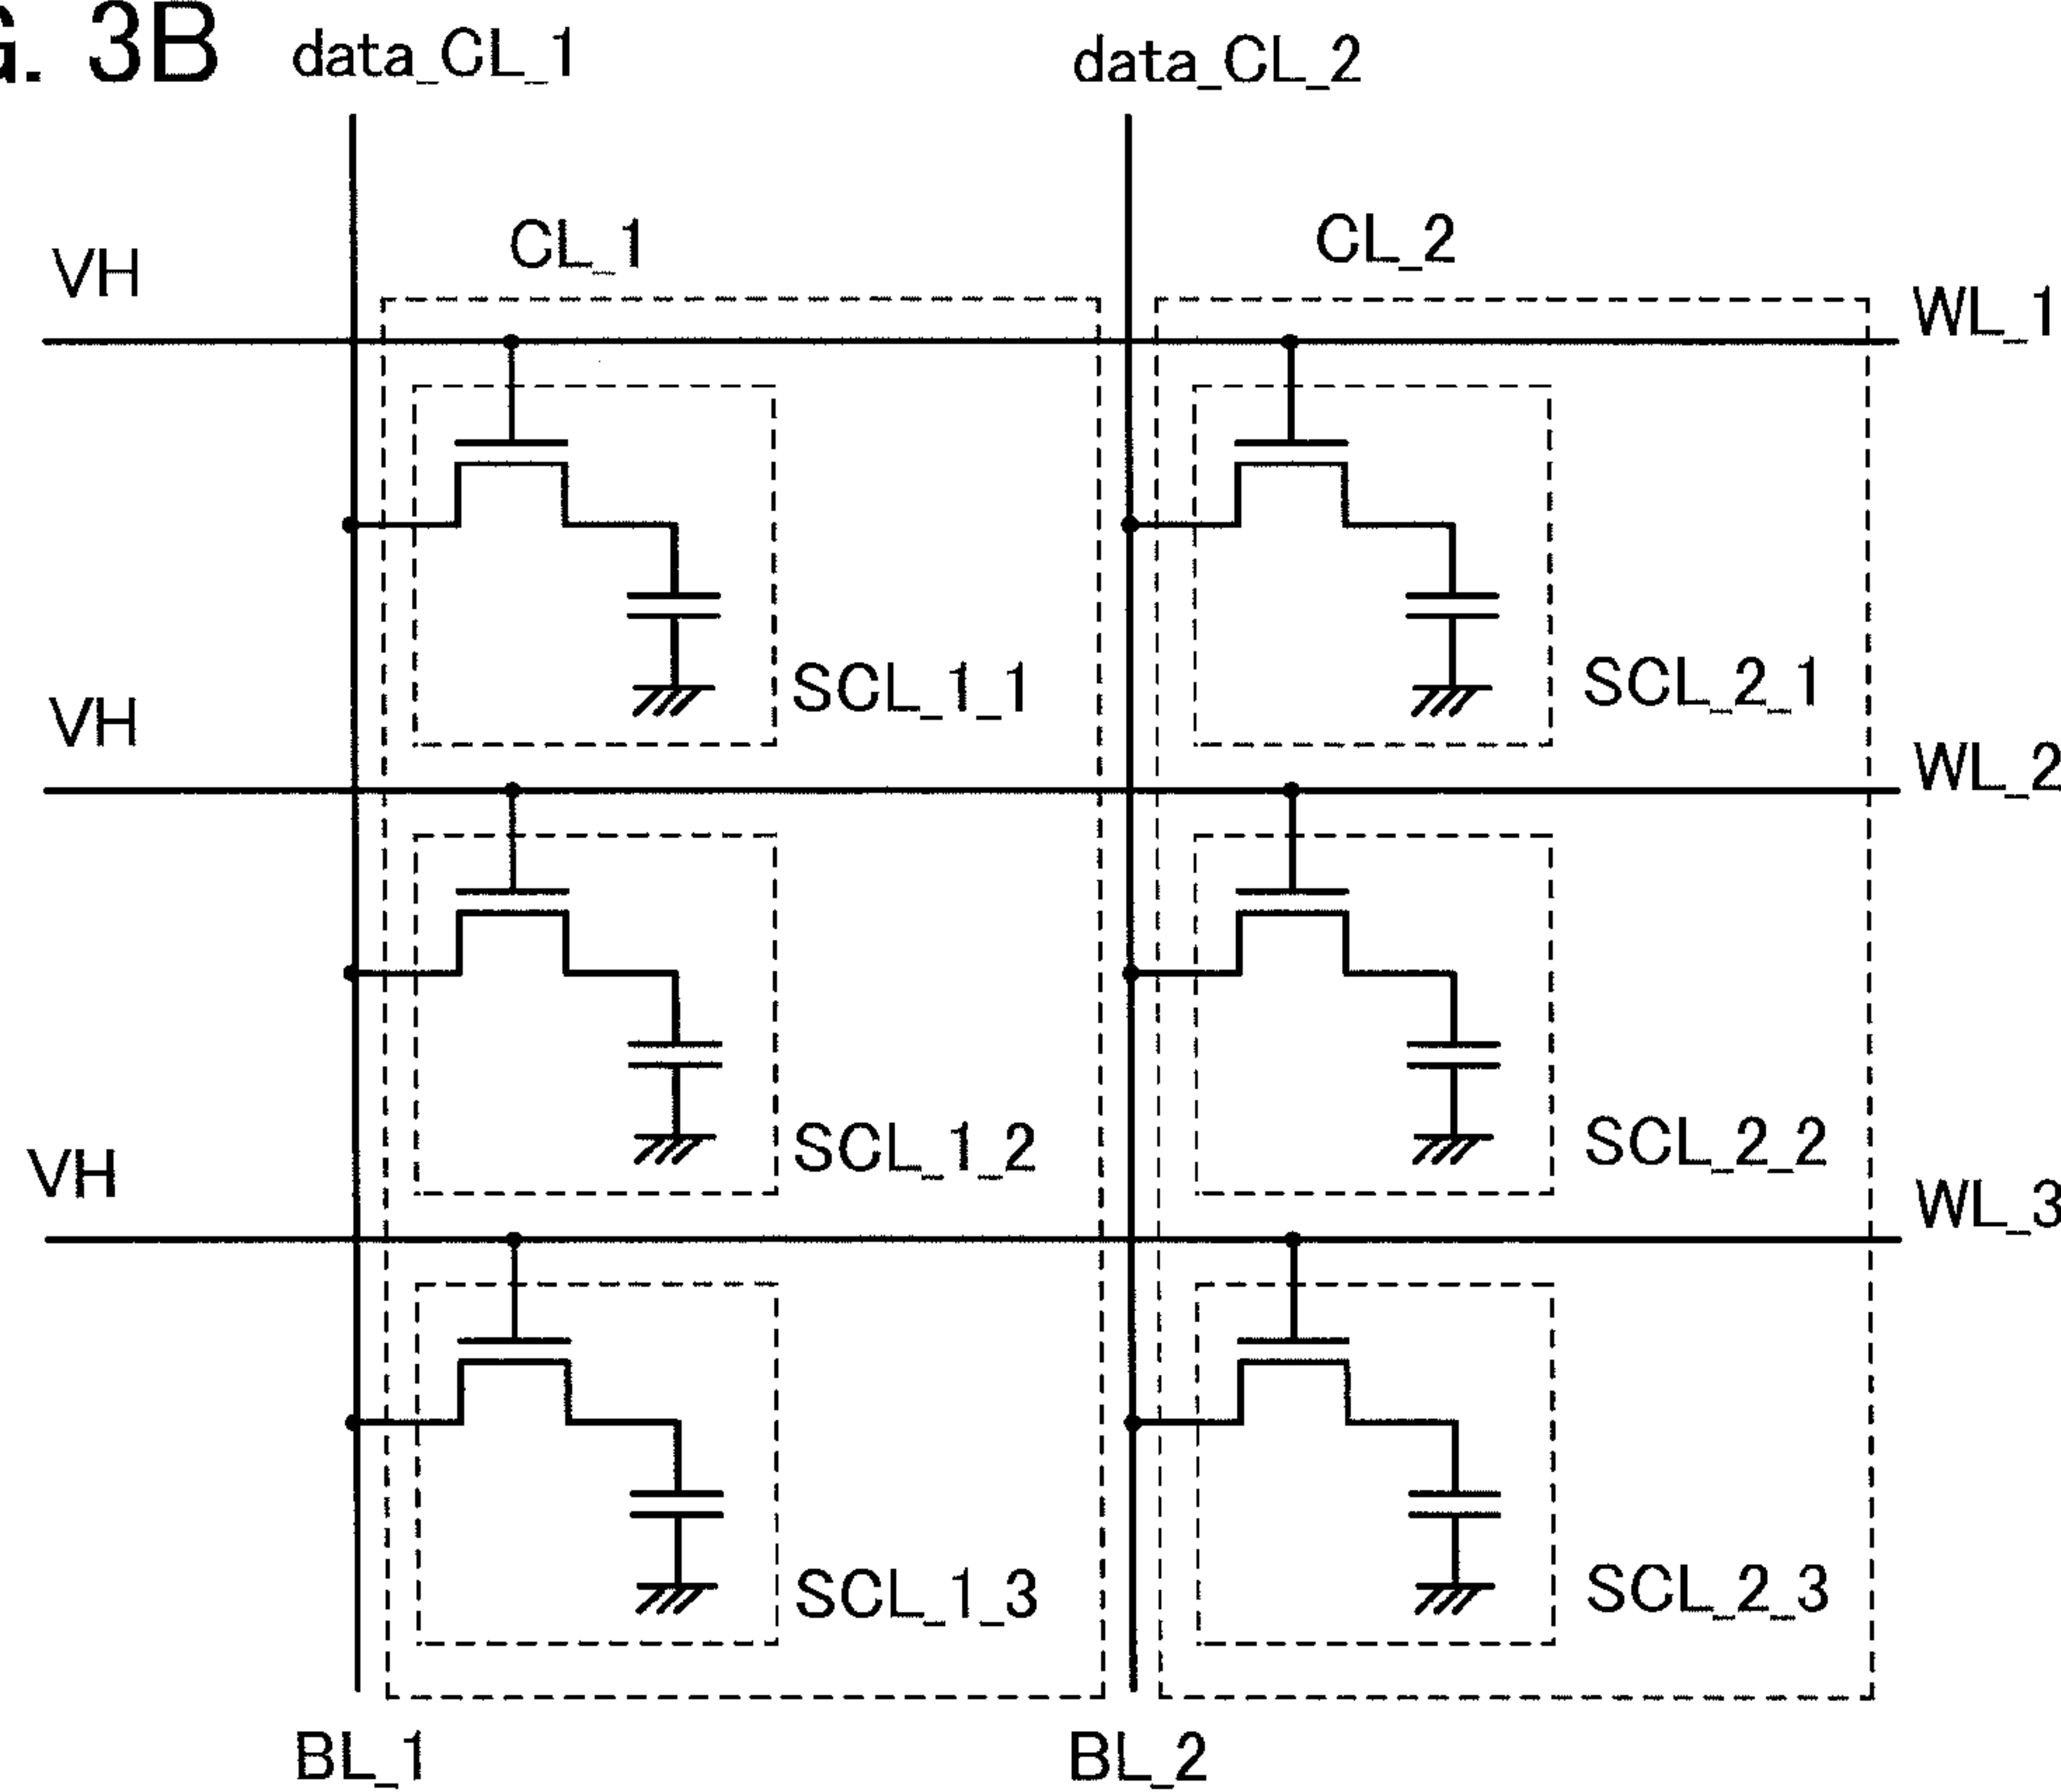 G. 3B
data_CL_1
data_CL_2
CL_1
CL_2
VH
WL_1
SCL_1_1
SCL_2_1
VH
WL_2
SCL_1_2
SCL_2_2
VH
WL_3
SCL_1_3
SCL_2_3
BL_1
BL_2